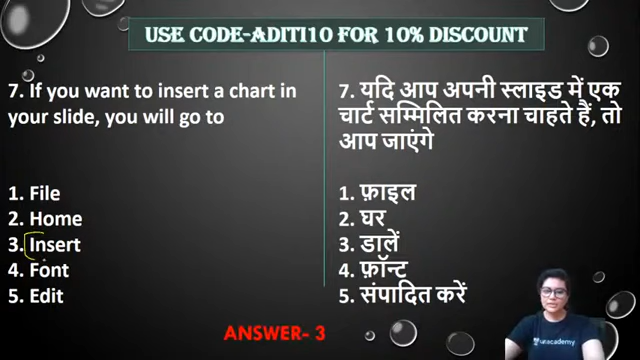 USE CODE-ADITI10 FOR 10% DISCOUNT
7. If you want to insert a chart in
your slide, you will go to
1. File
2. Home
3. Insert
4. Font
5. Edit
7. यदि आप अपनी स्लाइड में एक
चार्ट सम्मिलित करना चाहते हैं, तो
आप जाएंगे
1. फ़ाइल
2. घर
3. डालें
4. फ़ॉन्ट
5. संपादित करें
ANSWER- 3
unacademy